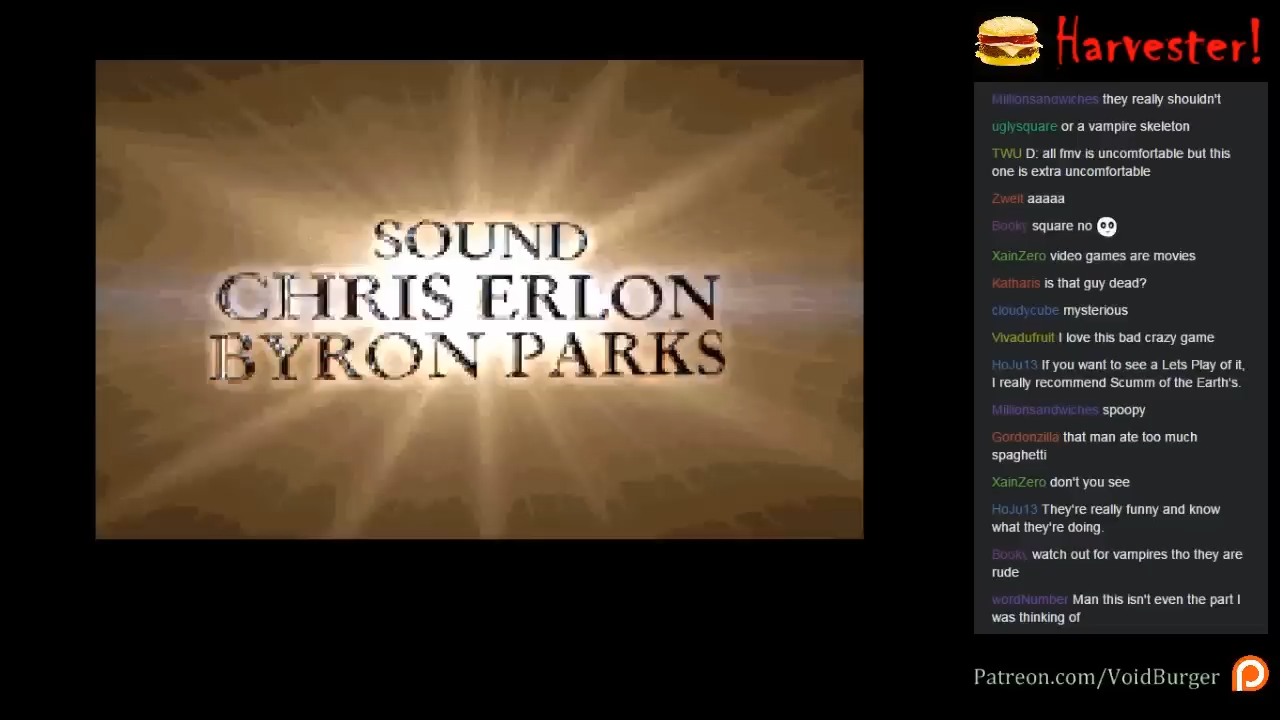 Harvester!
SOUND
CHRIS ERLON
BYRON PARKS
Millionsandwiches they really shouldn't
uglysquare or a vampire skeleton
TWU D: all fmv is uncomfortable but this
one is extra uncomfortable
Zwelt aaaaa
Booky square no
XainZero video games are movies
Katharis is that guy dead?
cloudycube mysterious
Vivadufruit I love this bad crazy game
HoJu13 If you want to see a Lets Play of it,
I really recommend Scumm of the Earth's.
Millionsandwiches spoopy
Gordonzilla that man ate too much
spaghetti
XainZero don't you see
HoJu13 They're really funny and know
what they're doing.
Booky watch out for vampires tho they are
rude
wordNumber Man this isn't even the part I
was thinking of
Patreon.com/VoidBurger